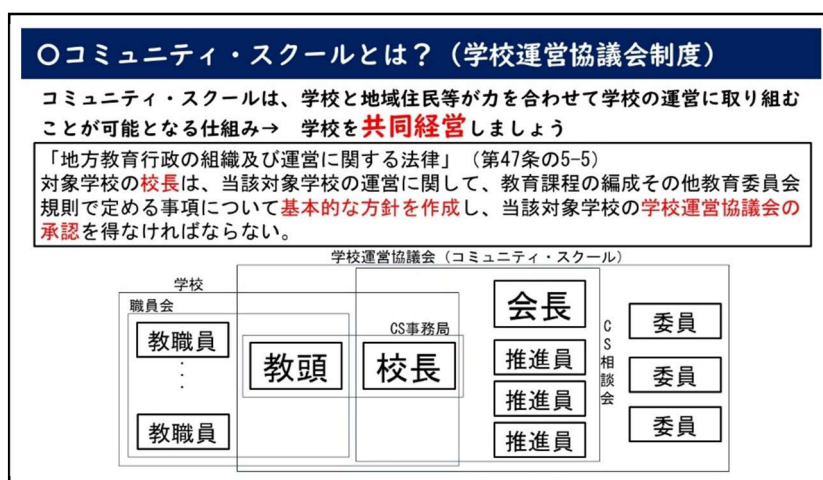 〇コミュニティ・スクールとは？（学校運営協議会制度）
コミュニティ・スクールは、学校と地域住民等が力を合わせて学校の運営に取り組む
ことが可能となる仕組み→　学校を共同経営しましょう
「地方教育行政の組織及び運営に関する法律」（第47条の5-5）
対象学校の校長は、当該対象学校の運営に関して、教育課程の編成その他教育委員会
規則で定める事項について基本的な方針を作成し、当該対象学校の学校運営協議会の
承認を得なければならない。
学校運営協議会（コミュニティ・スクール）
学校
職員会
教職員
教職員
教頭
CS事務局
校長
会長
推進員
推進員
推進員
CS相談会
委員
委員
委員